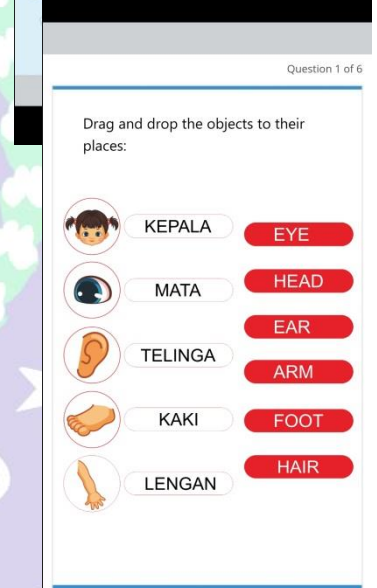 Question 1 of 6
Drag and drop the objects to their
places:
KEPALA
EYE
MATA
HEAD
EAR
TELINGA
ARM
KAKI
FOOT
HAIR
LENGAN